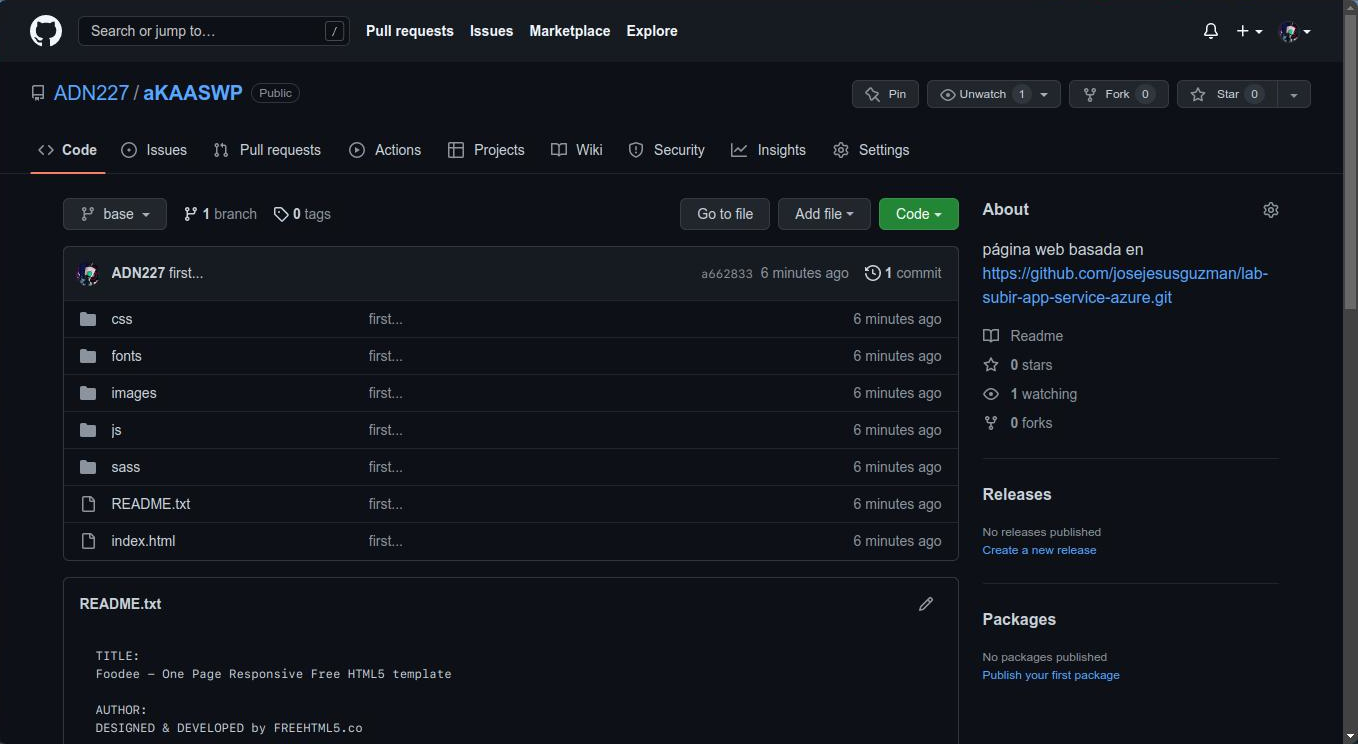 Search or jump to… / Pull requests Issues Marketplace Explore
ADN227 / aKAASWP Public Pin Unwatch 1 Fork 0 Star 0
Code Issues Pull requests Actions Projects Wiki Security Insights Settings
base 1 branch 0 tags Go to file Add file Code
ADN227 first... a662833 6 minutes ago 1 commit
css first... 6 minutes ago
fonts first... 6 minutes ago
images first... 6 minutes ago
js first... 6 minutes ago
sass first... 6 minutes ago
README.txt first... 6 minutes ago
index.html first... 6 minutes ago
README.txt
TITLE:
Foodee – One Page Responsive Free HTML5 template
AUTHOR:
DESIGNED & DEVELOPED by FREEHTML5.co
About
página web basada en
https://github.com/josejesusguzman/lab-
subir-app-service-azure.git
Readme
0 stars
1 watching
0 forks
Releases
No releases published
Create a new release
Packages
No packages published
Publish your first package